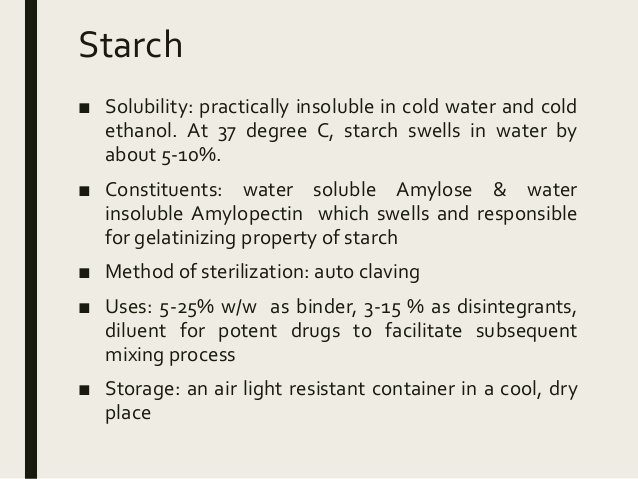 Starch
■ Solubility: practically insoluble in cold water and cold
ethanol. At 37 degree C, starch swells in water by
about 5-10%.
■ Constituents: water soluble Amylose & water
insoluble Amylopectin which swells and responsible
for gelatinizing property of starch
■ Method of sterilization: auto claving
■ Uses: 5-25% w/w as binder, 3-15 % as disintegrants,
diluent for potent drugs to facilitate subsequent
mixing process
■ Storage: an air light resistant container in a cool, dry
place